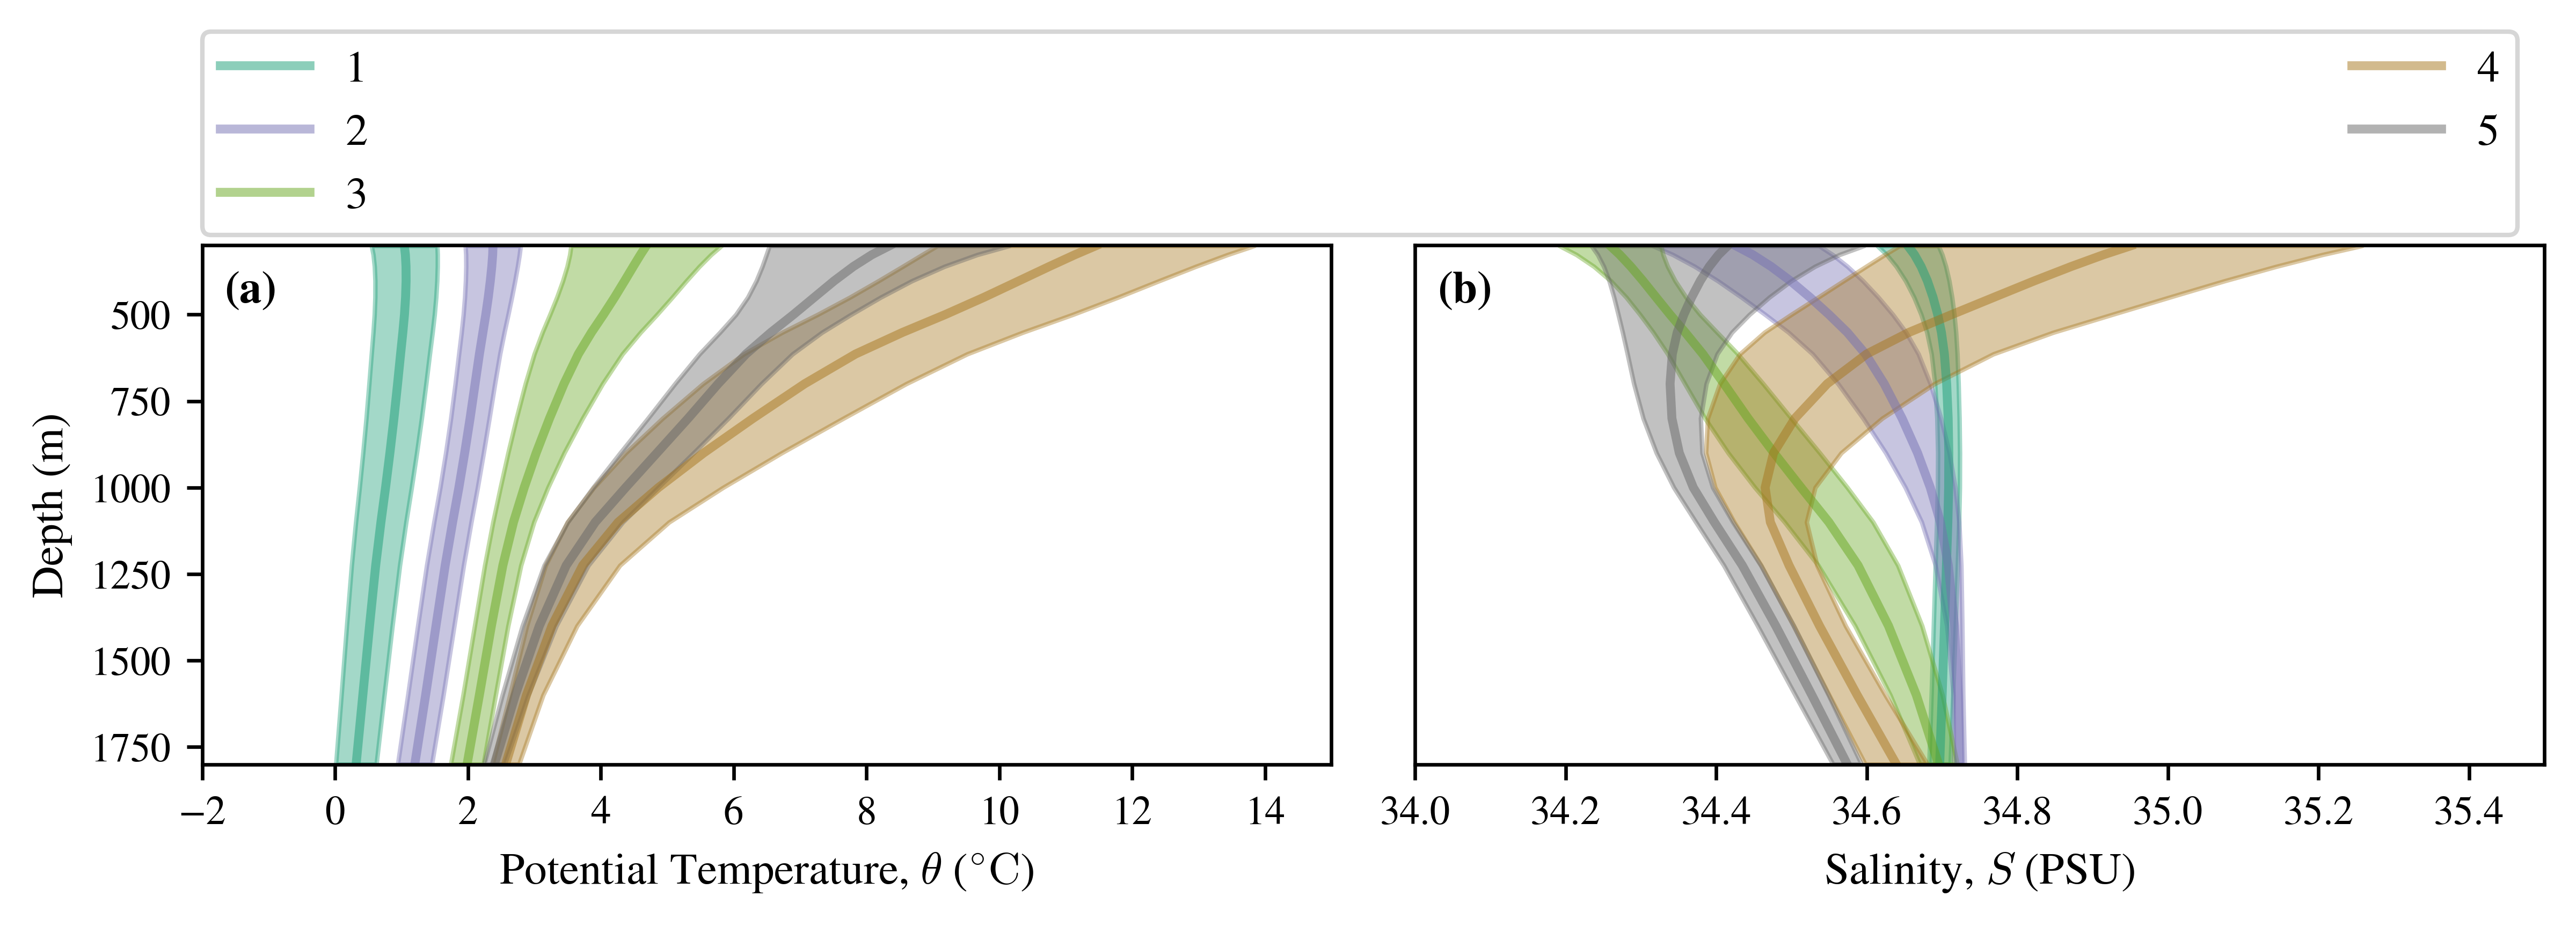 1 4
2 5
3
(a) (b)
500
750
1000
1250
1500
1750
Depth (m)
−2 0 2 4 6 8 10 12 14
34.0 34.2 34.4 34.6 34.8 35.0 35.2 35.4
Potential Temperature, θ (°C)
Salinity, S (PSU)